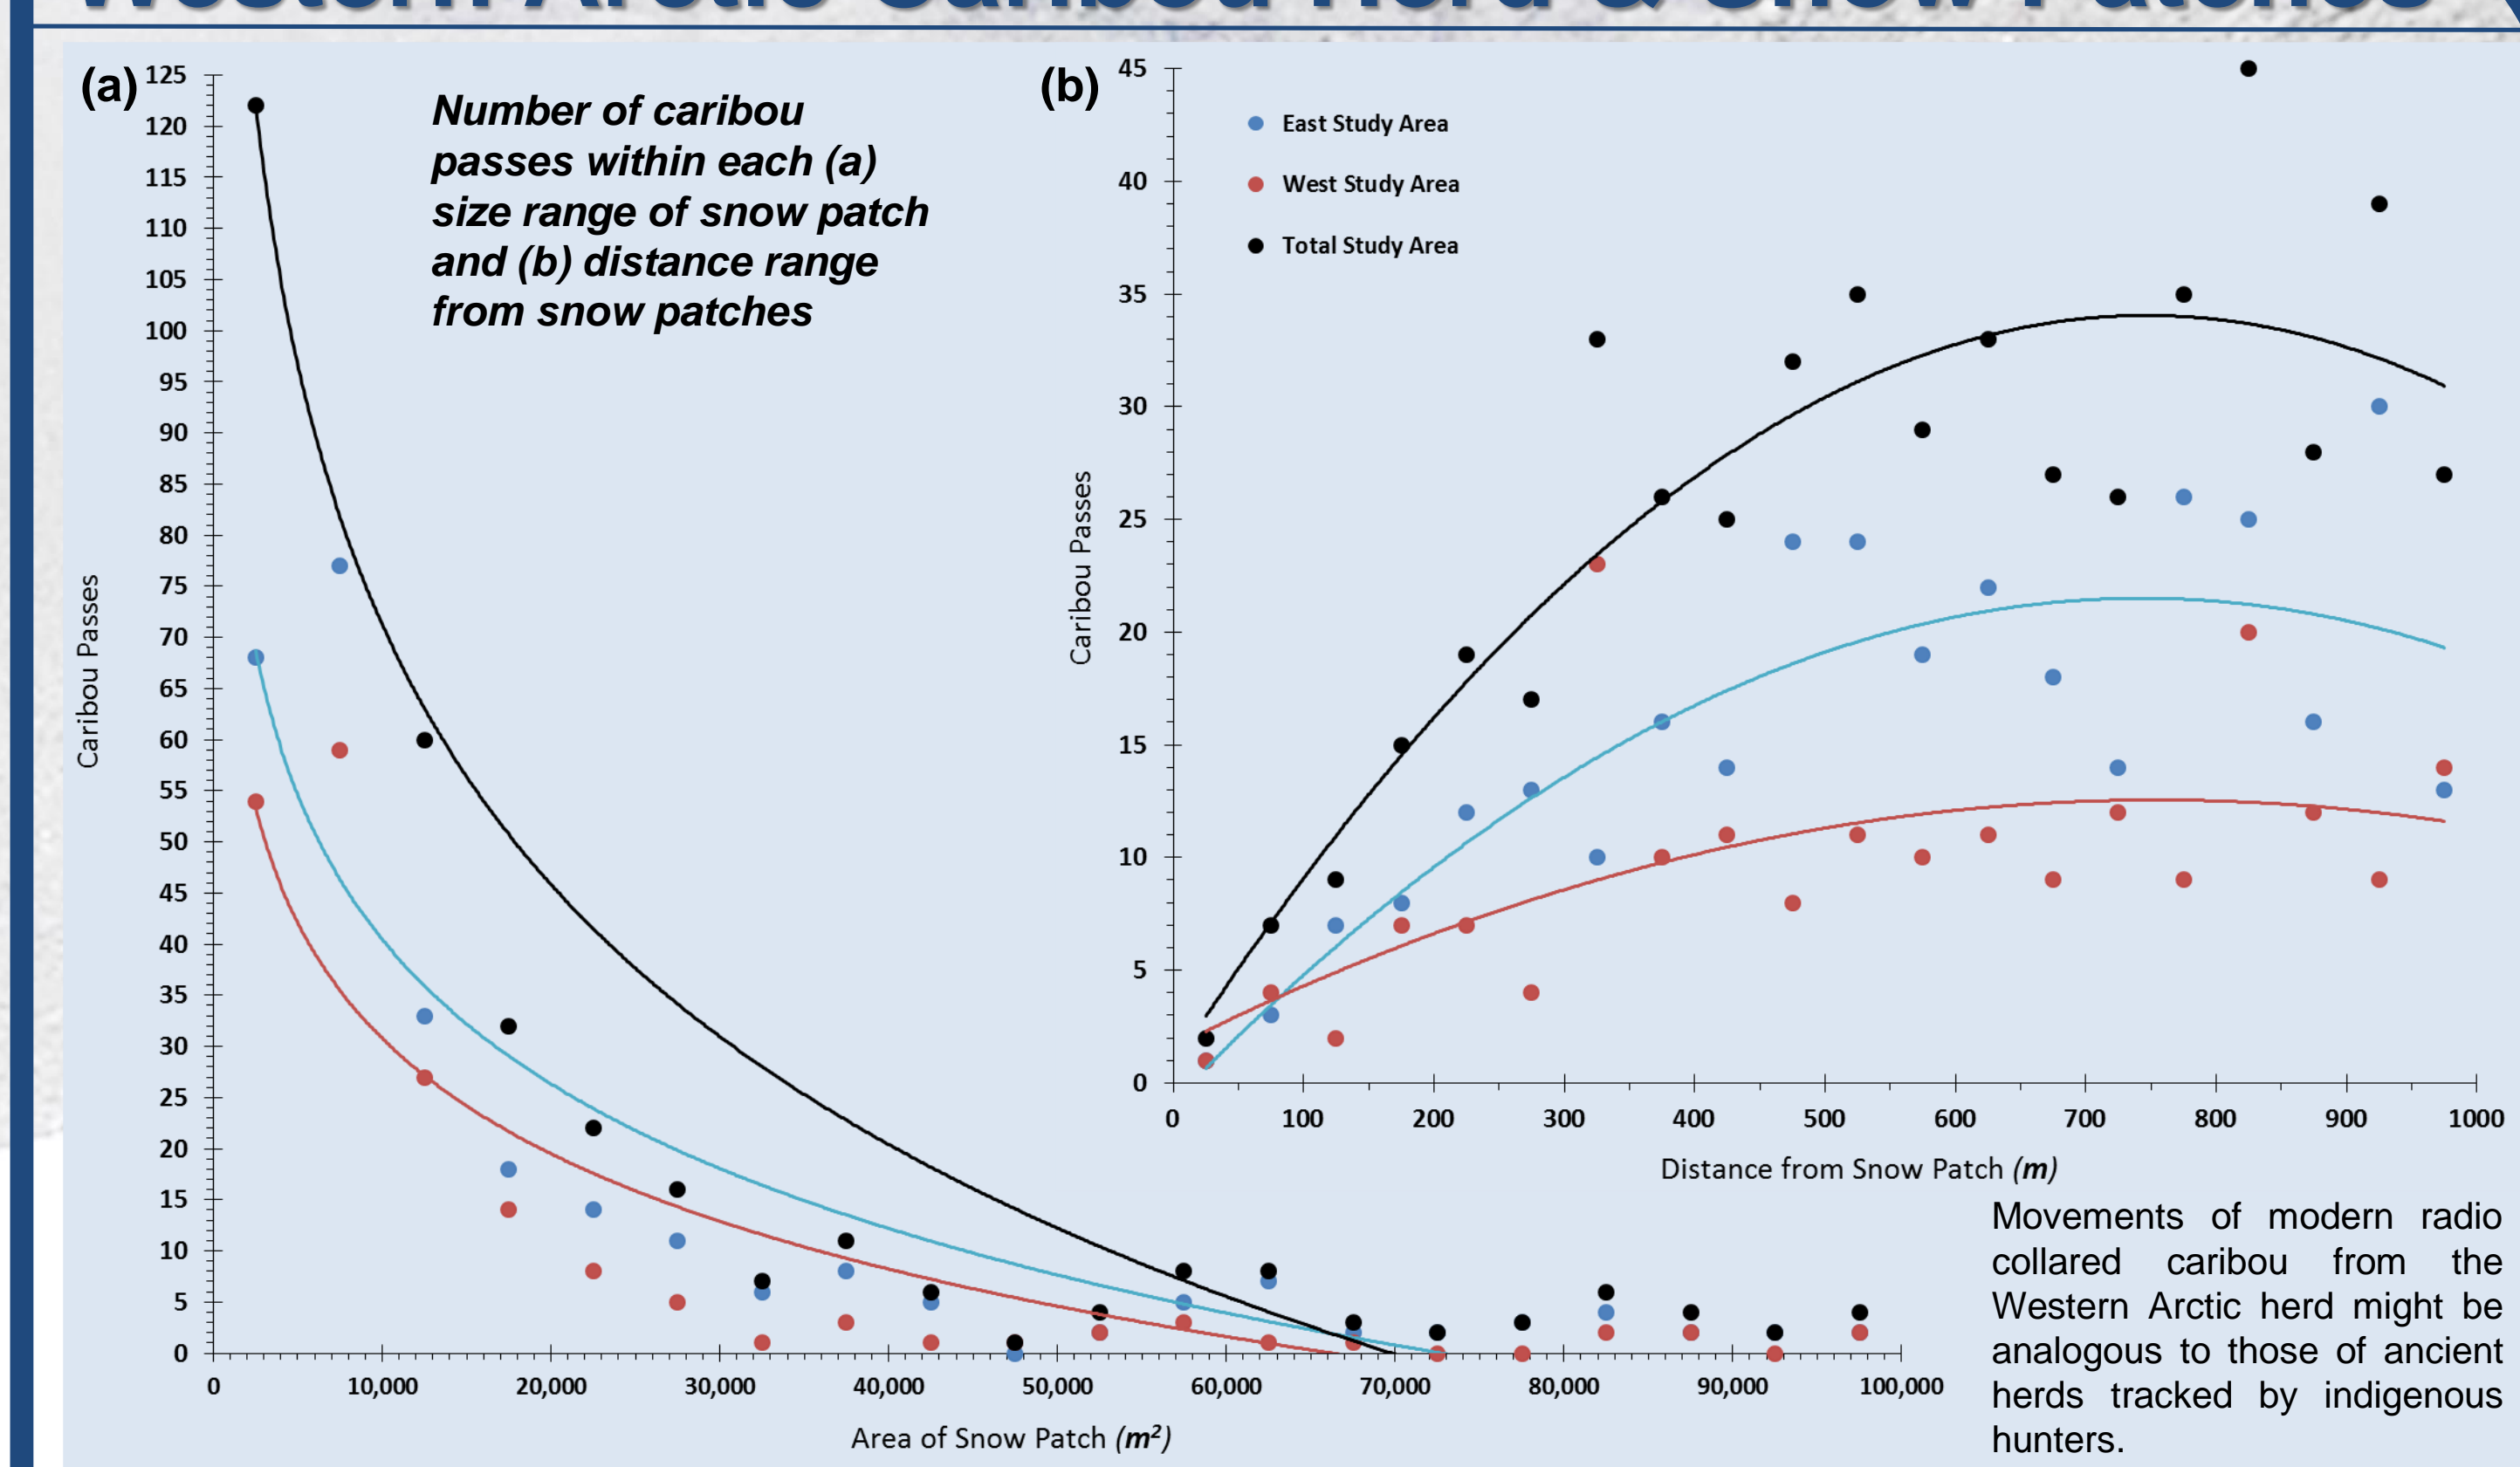 Western Arctic Caribou Herd & Snow Patches
(a)
Number of caribou
passes within each (a)
size range of snow patch
and (b) distance range
from snow patches
125
120
115
110
105
100
95
90
85
80
75
70
65
60
55
50
45
40
35
30
25
20
15
10
5
0
Caribou Passes
0 10,000 20,000 30,000 40,000 50,000 60,000 70,000 80,000 90,000 100,000
Area of Snow Patch (m²)
(b)
45
40
35
30
25
20
15
10
5
0
East Study Area
West Study Area
Total Study Area
Caribou Passes
0 100 200 300 400 500 600 700 800 900 1000
Distance from Snow Patch (m)
Movements of modern radio
collared caribou from the
Western Arctic herd might be
analogous to those of ancient
herds tracked by indigenous
hunters.